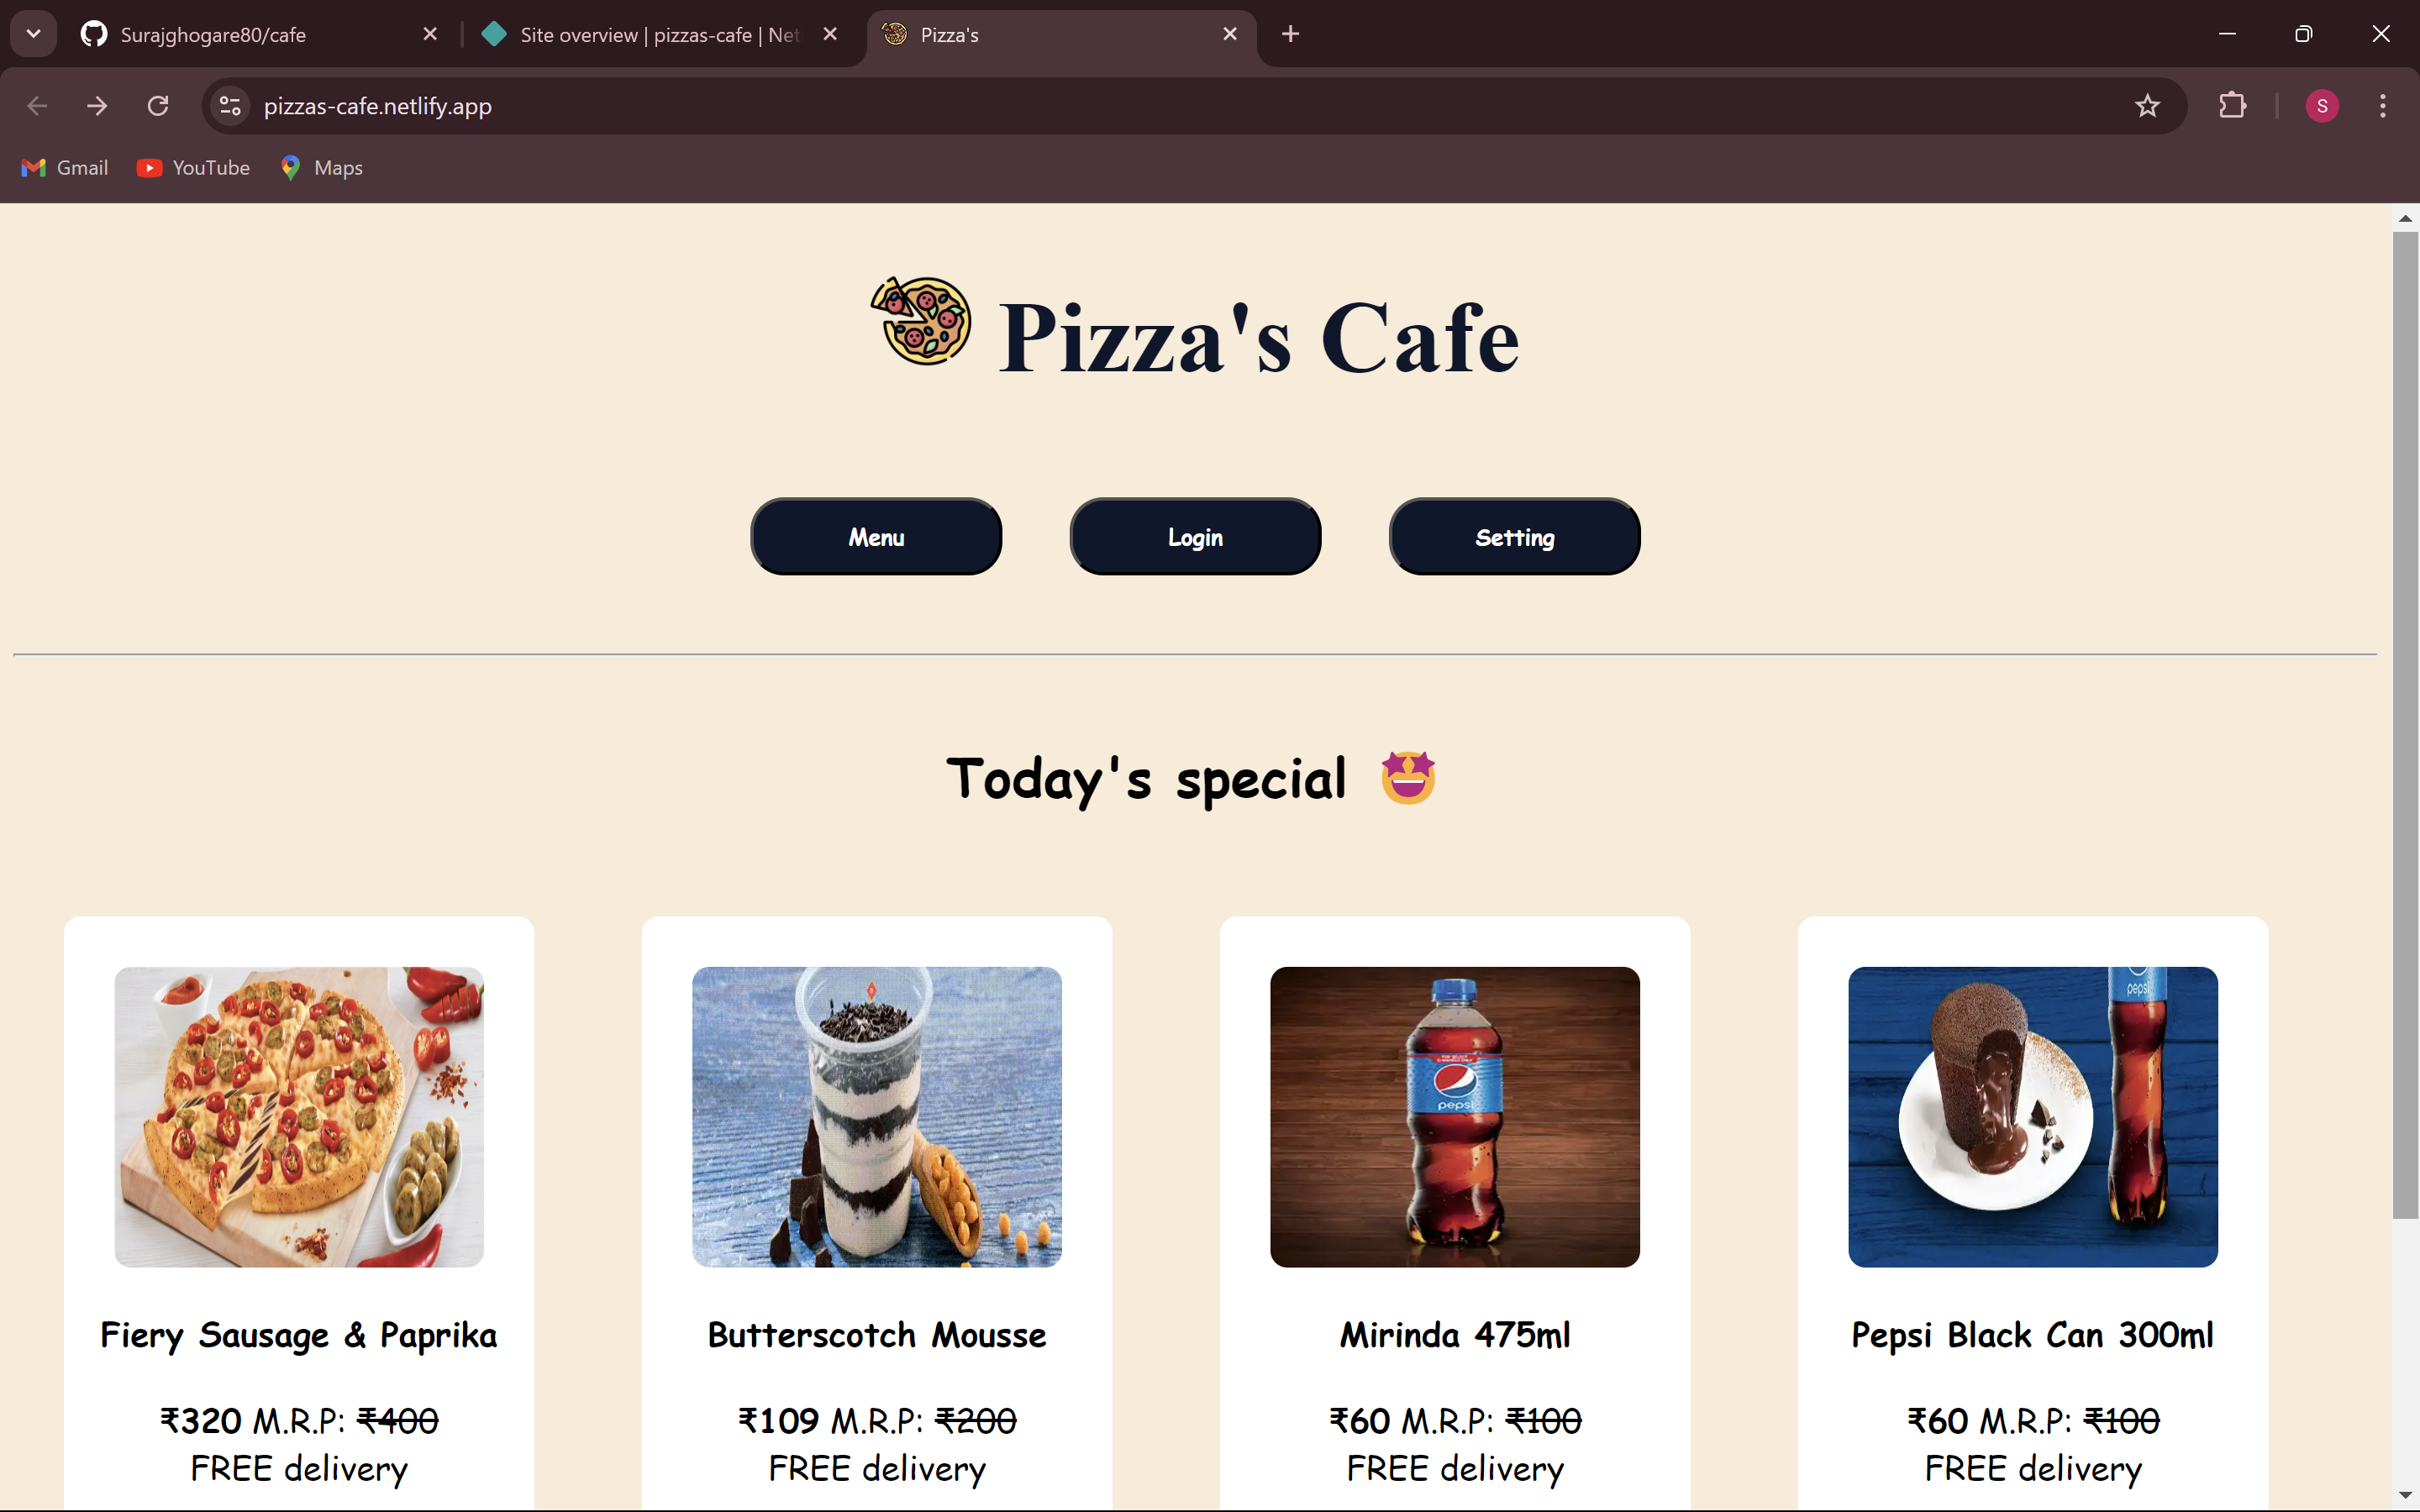 Surajghogare80/cafe
Site overview | pizzas-cafe | Net
Pizza's
pizzas-cafe.netlify.app
S
Gmail
YouTube
Maps
Pizza's Cafe
Menu
Login
Setting
Today's special 🤩
pepsi
pepsi
Fiery Sausage & Paprika
Butterscotch Mousse
Mirinda 475ml
Pepsi Black Can 300ml
₹320 M.R.P: ₹400
FREE delivery
₹109 M.R.P: ₹200
FREE delivery
₹60 M.R.P: ₹100
FREE delivery
₹60 M.R.P: ₹100
FREE delivery